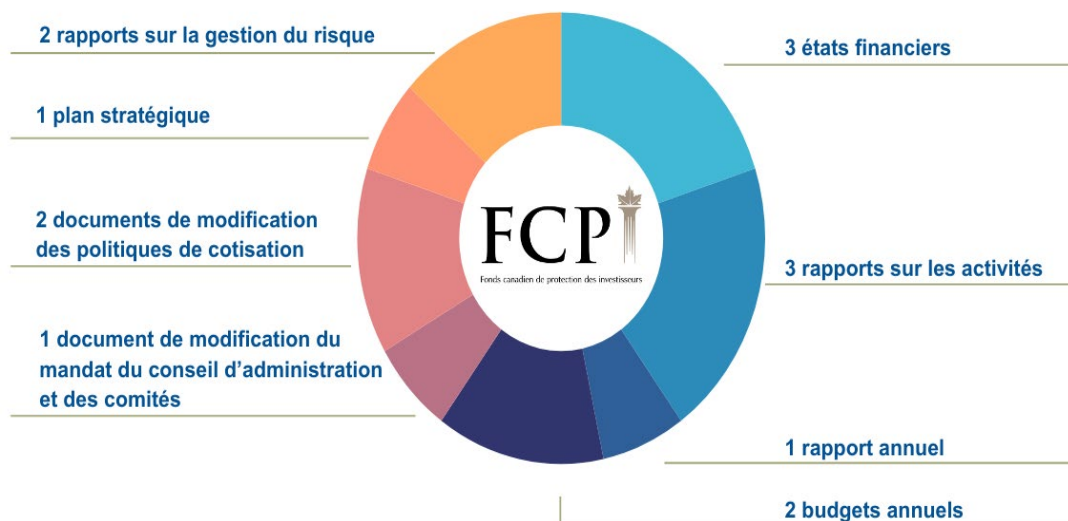 2 rapports sur la gestion du risque
1 plan stratégique
2 documents de modification
des politiques de cotisation
1 document de modification du
mandat du conseil d’administration
et des comités
FCPI
Fonds canadien de protection des investisseurs
3 états financiers
3 rapports sur les activités
1 rapport annuel
2 budgets annuels